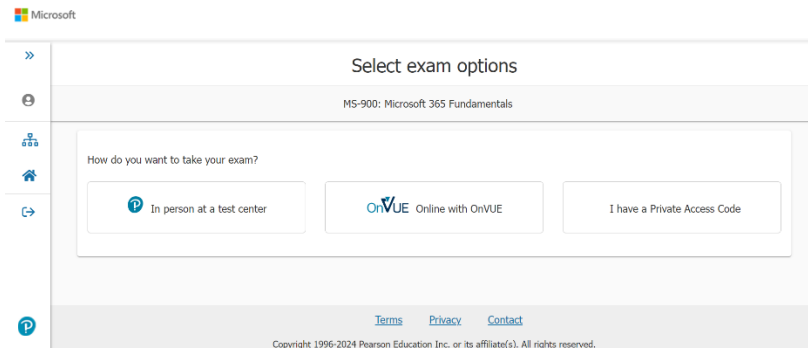 Microsoft
Select exam options
MS-900: Microsoft 365 Fundamentals
How do you want to take your exam?
In person at a test center
OnVUE Online with OnVUE
I have a Private Access Code
Terms Privacy Contact
Copyright 1996-2024 Pearson Education Inc. or its affiliate(s). All rights reserved.